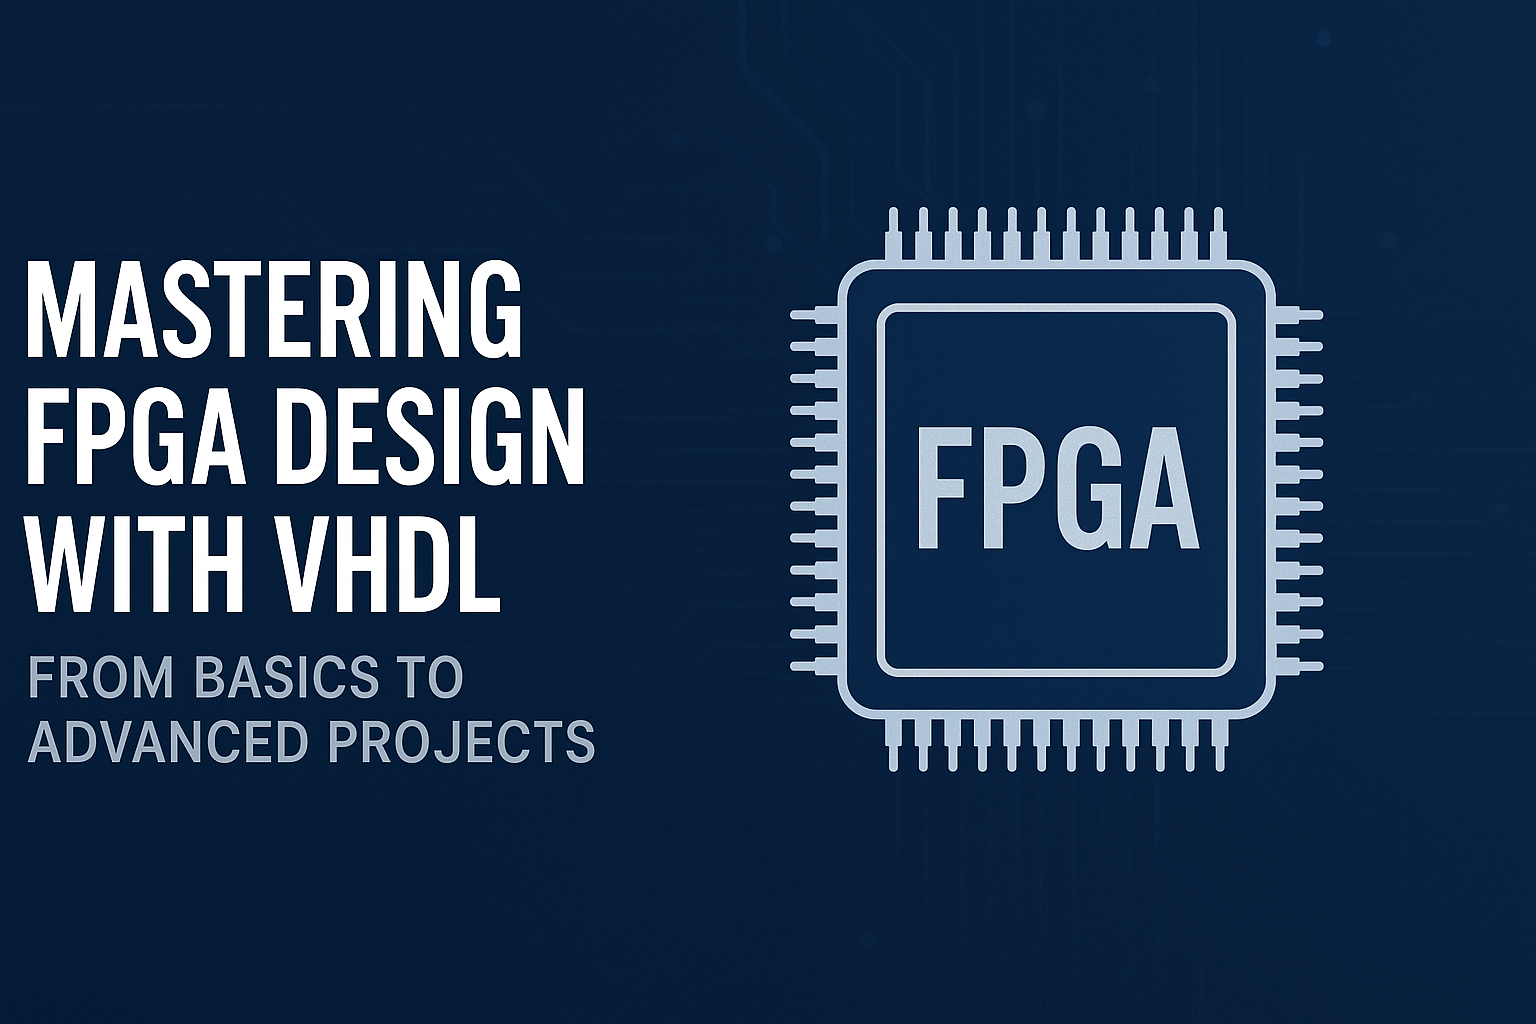 MASTERING
FPGA DESIGN
WITH VHDL
FROM BASICS TO
ADVANCED PROJECTS
FPGA